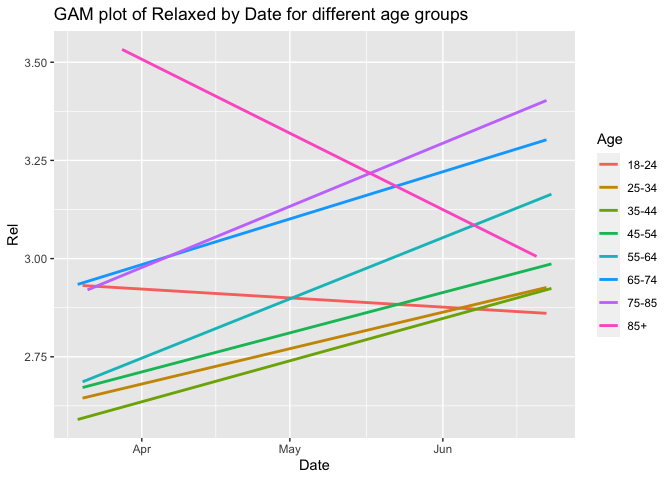 GAM plot of Relaxed by Date for different age groups
3.50
3.25
3.00
2.75
Rel
Apr
May
Jun
Date
Age
18-24
25-34
35-44
45-54
55-64
65-74
75-85
85+